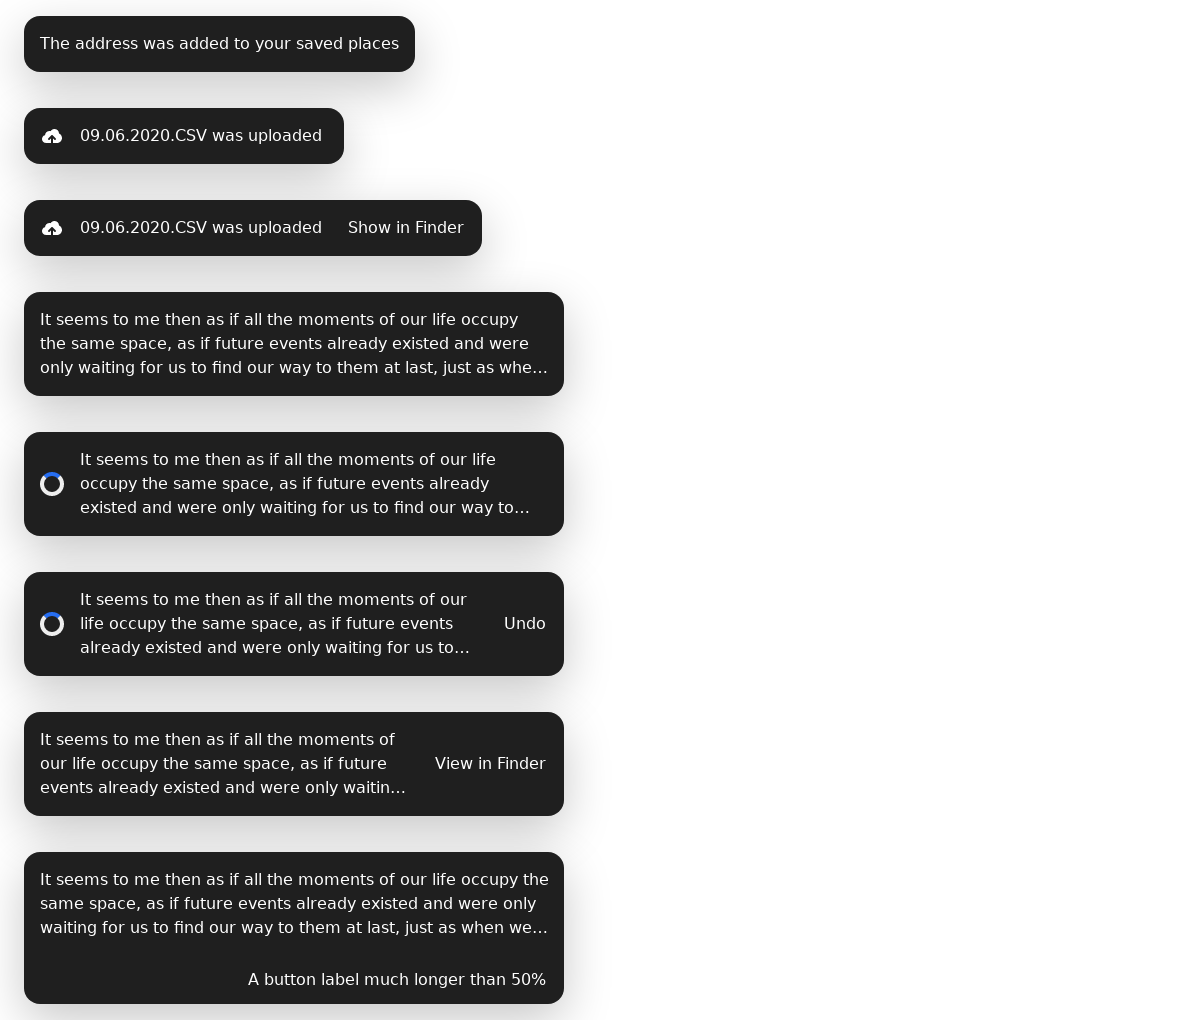 The address was added to your saved places
09.06.2020.CSV was uploaded
09.06.2020.CSV was uploaded Show in Finder
It seems to me then as if all the moments of our life occupy
the same space, as if future events already existed and were
only waiting for us to find our way to them at last, just as whe…
It seems to me then as if all the moments of our life
occupy the same space, as if future events already
existed and were only waiting for us to find our way to…
It seems to me then as if all the moments of our
life occupy the same space, as if future events
already existed and were only waiting for us to…
Undo
It seems to me then as if all the moments of
our life occupy the same space, as if future
events already existed and were only waitin…
View in Finder
It seems to me then as if all the moments of our life occupy the
same space, as if future events already existed and were only
waiting for us to find our way to them at last, just as when we…
A button label much longer than 50%